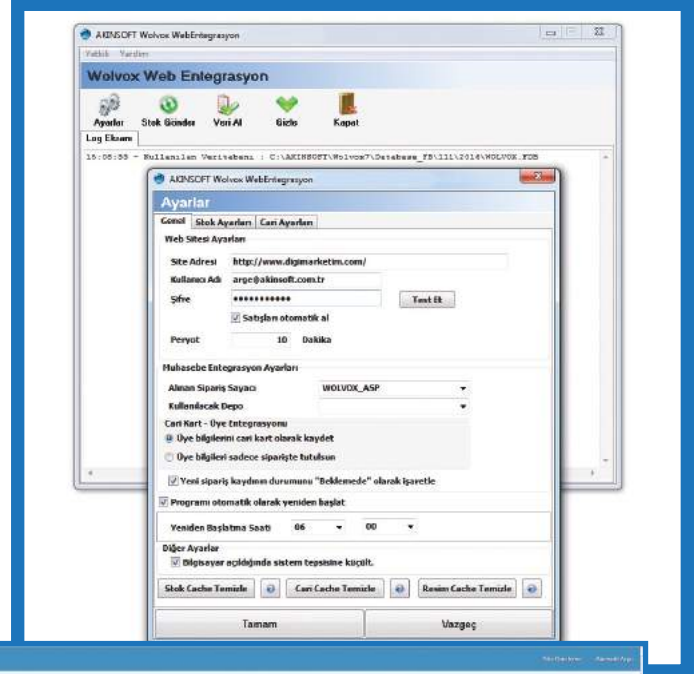 AKINSOFT Wolvox WebEntegrasyon
Yetkili Yardım
Wolvox Web Entegrasyon
Ayarlar Stok Gönder Veri Al Gizle Kapat
Log Ekranı
15:08:55 - Kullanılan Veritabanı : C:\AKINSOFT\Wolvox7\Database_FB\111\2014\WOLVOX.FDB
AKINSOFT Wolvox WebEntegrasyon
Ayarlar
Genel Stok Ayarları Cari Ayarları
Web Sitesi Ayarları
Site Adresi http://www.digimarketim.com/
Kullanıcı Adı arge@akinsoft.com.tr
Şifre ●●●●●●●●●●● Test Et
Satışları otomatik al
Peryot 10 Dakika
Muhasebe Entegrasyon Ayarları
Alınan Sipariş Sayacı WOLVOX_ASP
Kullanılacak Depo
Cari Kart - Üye Entegrasyonu
Üye bilgilerini cari kart olarak kaydet
Üye bilgileri sadece siparişte tutulsun
Yeni sipariş kaydının durumunu "Beklemede" olarak işaretle
Programı otomatik olarak yeniden başlat
Yeniden Başlatma Saati 06 00
Diğer Ayarlar
Bilgisayar açıldığında sistem tepsisine küçült.
Stok Cache Temizle Cari Cache Temizle Resim Cache Temizle
Tamam Vazgeç